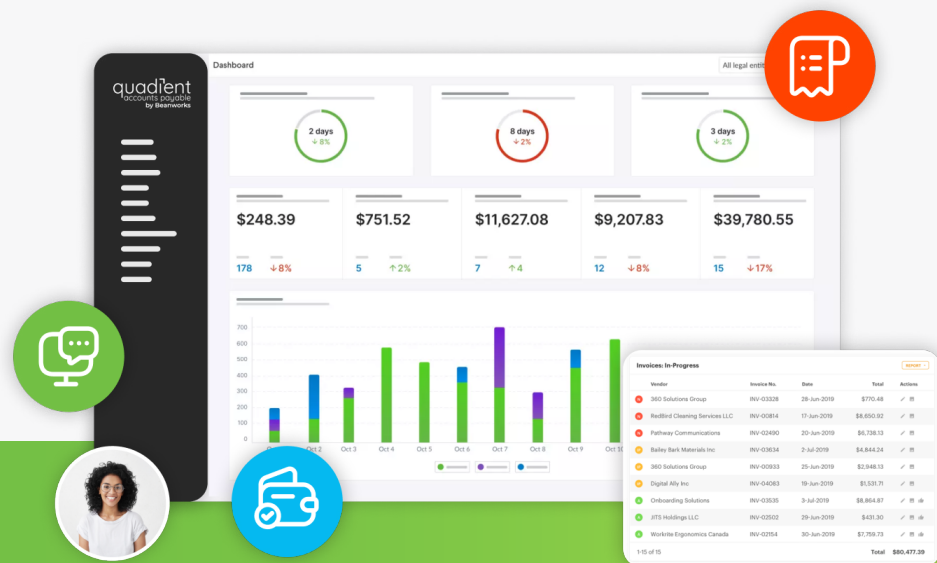 quadient
accounts payable
by Beanworks
Dashboard
All legal
2 days
↓ 8%
8 days
↓ 2%
3 days
↓ 2%
$248.39
$751.52
$11,627.08
$9,207.83
$39,780.55
178 ↓8%
5 ↑2%
7 ↑4
12 ↓8%
15 ↓17%
700
600
500
400
300
200
100
0
Oct 2 Oct 3 Oct 4 Oct 5 Oct 6 Oct 7 Oct 8 Oct 9 Oct 10
Invoices: In-Progress
REPORT
Vendor Invoice No. Date Total Actions
360 Solutions Group INV-03328 28-Jun-2019 $770.48
RedBird Cleaning Services LLC INV-00814 17-Jun-2019 $8,650.92
Pathway Communications INV-02490 20-Jun-2019 $6,738.13
Bailey Bark Materials Inc INV-03634 2-Jul-2019 $4,844.24
360 Solutions Group INV-00933 25-Jun-2019 $2,948.13
Digital Ally Inc INV-04083 19-Jun-2019 $1,531.71
Onboarding Solutions INV-03535 3-Jul-2019 $8,864.87
JITS Holdings LLC INV-02502 29-Jun-2019 $431.30
Workrite Ergonomics Canada INV-02154 30-Jun-2019 $7,759.73
1-15 of 15 Total $80,477.39